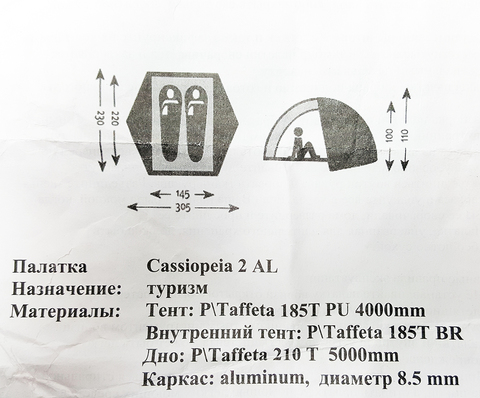 230
220
145
305
100
110
Палатка Cassiopeia 2 AL
Назначение: туризм
Материалы: Тент: P\Taffeta 185T PU 4000mm
Внутренний тент: P\Taffeta 185T BR
Дно: P\Taffeta 210 T 5000mm
Каркас: aluminum, диаметр 8.5 mm